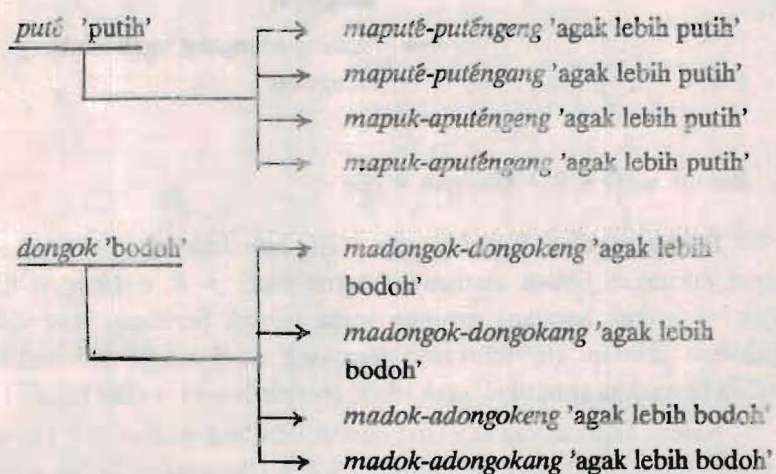 puté 'putih'
maputé-puténgeng 'agak lebih putih'
maputé-puténgang 'agak lebih putih'
mapuk-aputéngeng 'agak lebih putih'
mapuk-aputéngang 'agak lebih putih'
dongok 'bodoh'
madongok-dongokeng 'agak lebih
bodoh'
madongok-dongokang 'agak lebih
bodoh'
madok-adongokeng 'agak lebih bodoh'
madok-adongokang 'agak lebih bodoh'